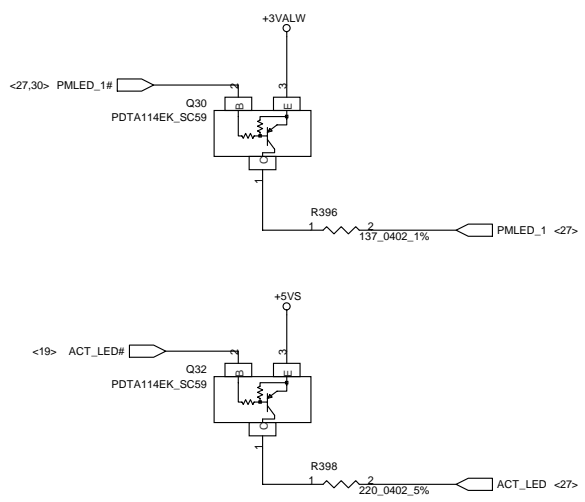 +3VALW
<27,30> PMLED_1#
2
3
Q30
PDTA114EK_SC59
B
E
C
1
R396
1
2
137_0402_1%
PMLED_1 <27>
+5VS
<19> ACT_LED#
2
3
Q32
PDTA114EK_SC59
B
E
C
1
R398
1
2
220_0402_5%
ACT_LED <27>